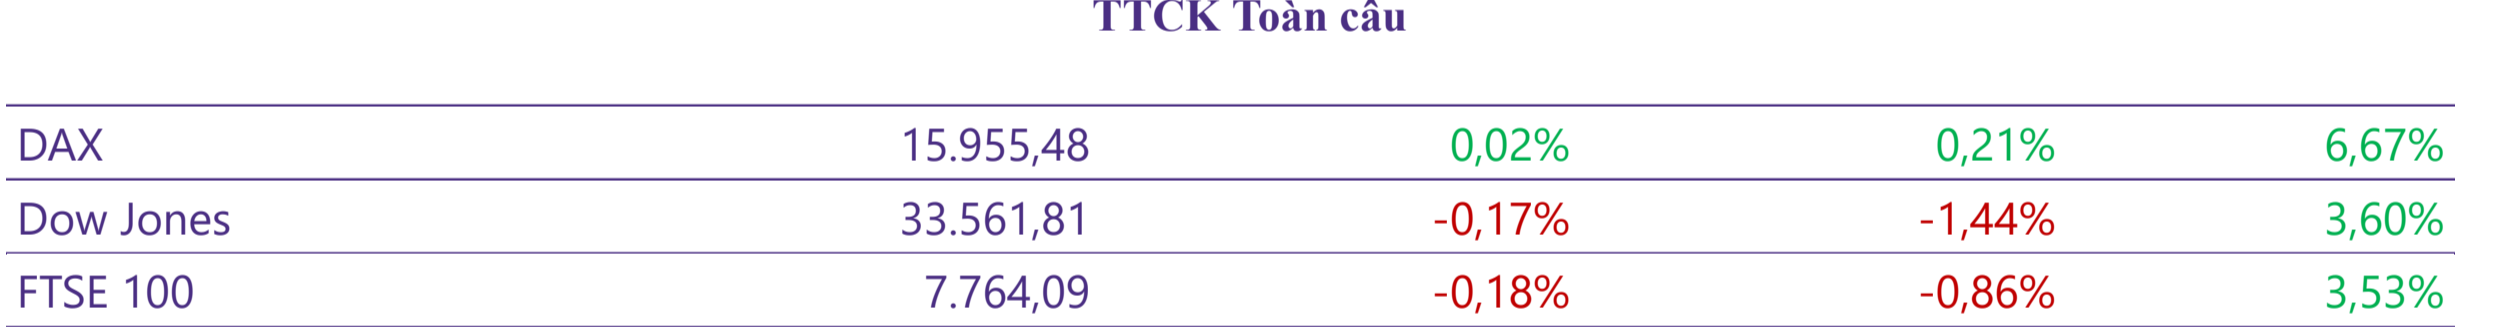 TTCK Toàn cầu
DAX 15.955,48 0,02% 0,21% 6,67%
Dow Jones 33.561,81 -0,17% -1,44% 3,60%
FTSE 100 7.764,09 -0,18% -0,86% 3,53%